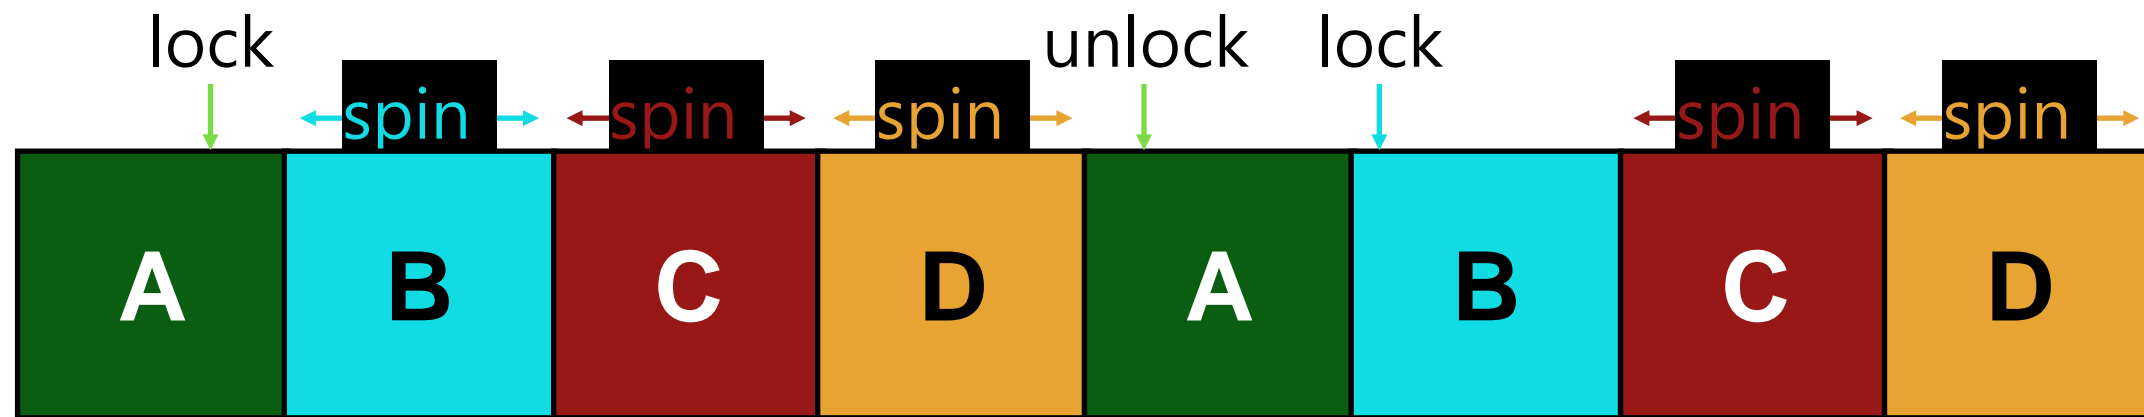 lock unlock lock
spin spin spin spin spin
A B C D A B C D